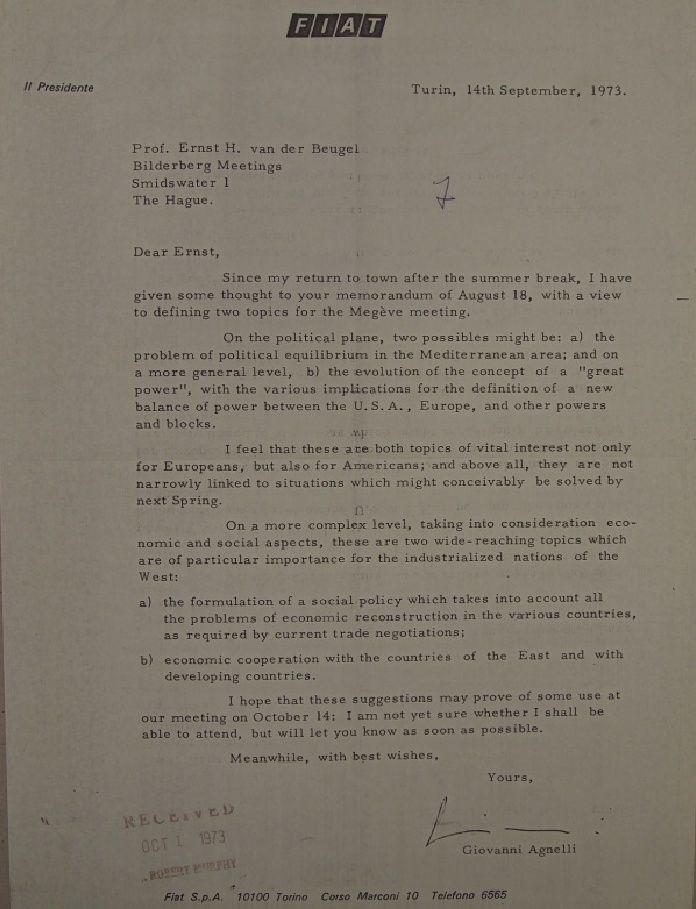 FIAT
Il Presidente
Turin, 14th September, 1973.
Prof. Ernst H. van der Beugel
Bilderberg Meetings
Smidswater 1
The Hague.
7
Dear Ernst,
Since my return to town after the summer break, I have
given some thought to your memorandum of August 18, with a view
to defining two topics for the Megève meeting.
On the political plane, two possibles might be: a) the
problem of political equilibrium in the Mediterranean area; and on
a more general level, b) the evolution of the concept of a "great
power", with the various implications for the definition of a new
balance of power between the U.S.A., Europe, and other powers
and blocks.
I feel that these are both topics of vital interest not only
for Europeans, but also for Americans; and above all, they are not
narrowly linked to situations which might conceivably be solved by
next Spring.
On a more complex level, taking into consideration eco-
nomic and social aspects, these are two wide-reaching topics which
are of particular importance for the industrialized nations of the
West:
a) the formulation of a social policy which takes into account all
the problems of economic reconstruction in the various countries,
as required by current trade negotiations;
b) economic cooperation with the countries of the East and with
developing countries.
I hope that these suggestions may prove of some use at
our meeting on October 14: I am not yet sure whether I shall be
able to attend, but will let you know as soon as possible.
Meanwhile, with best wishes,
Yours,
Giovanni Agnelli
RECEIVED
OCT 1 1973
ROBERT MURPHY
Fiat S.p.A. 10100 Torino Corso Marconi 10 Telefono 6565